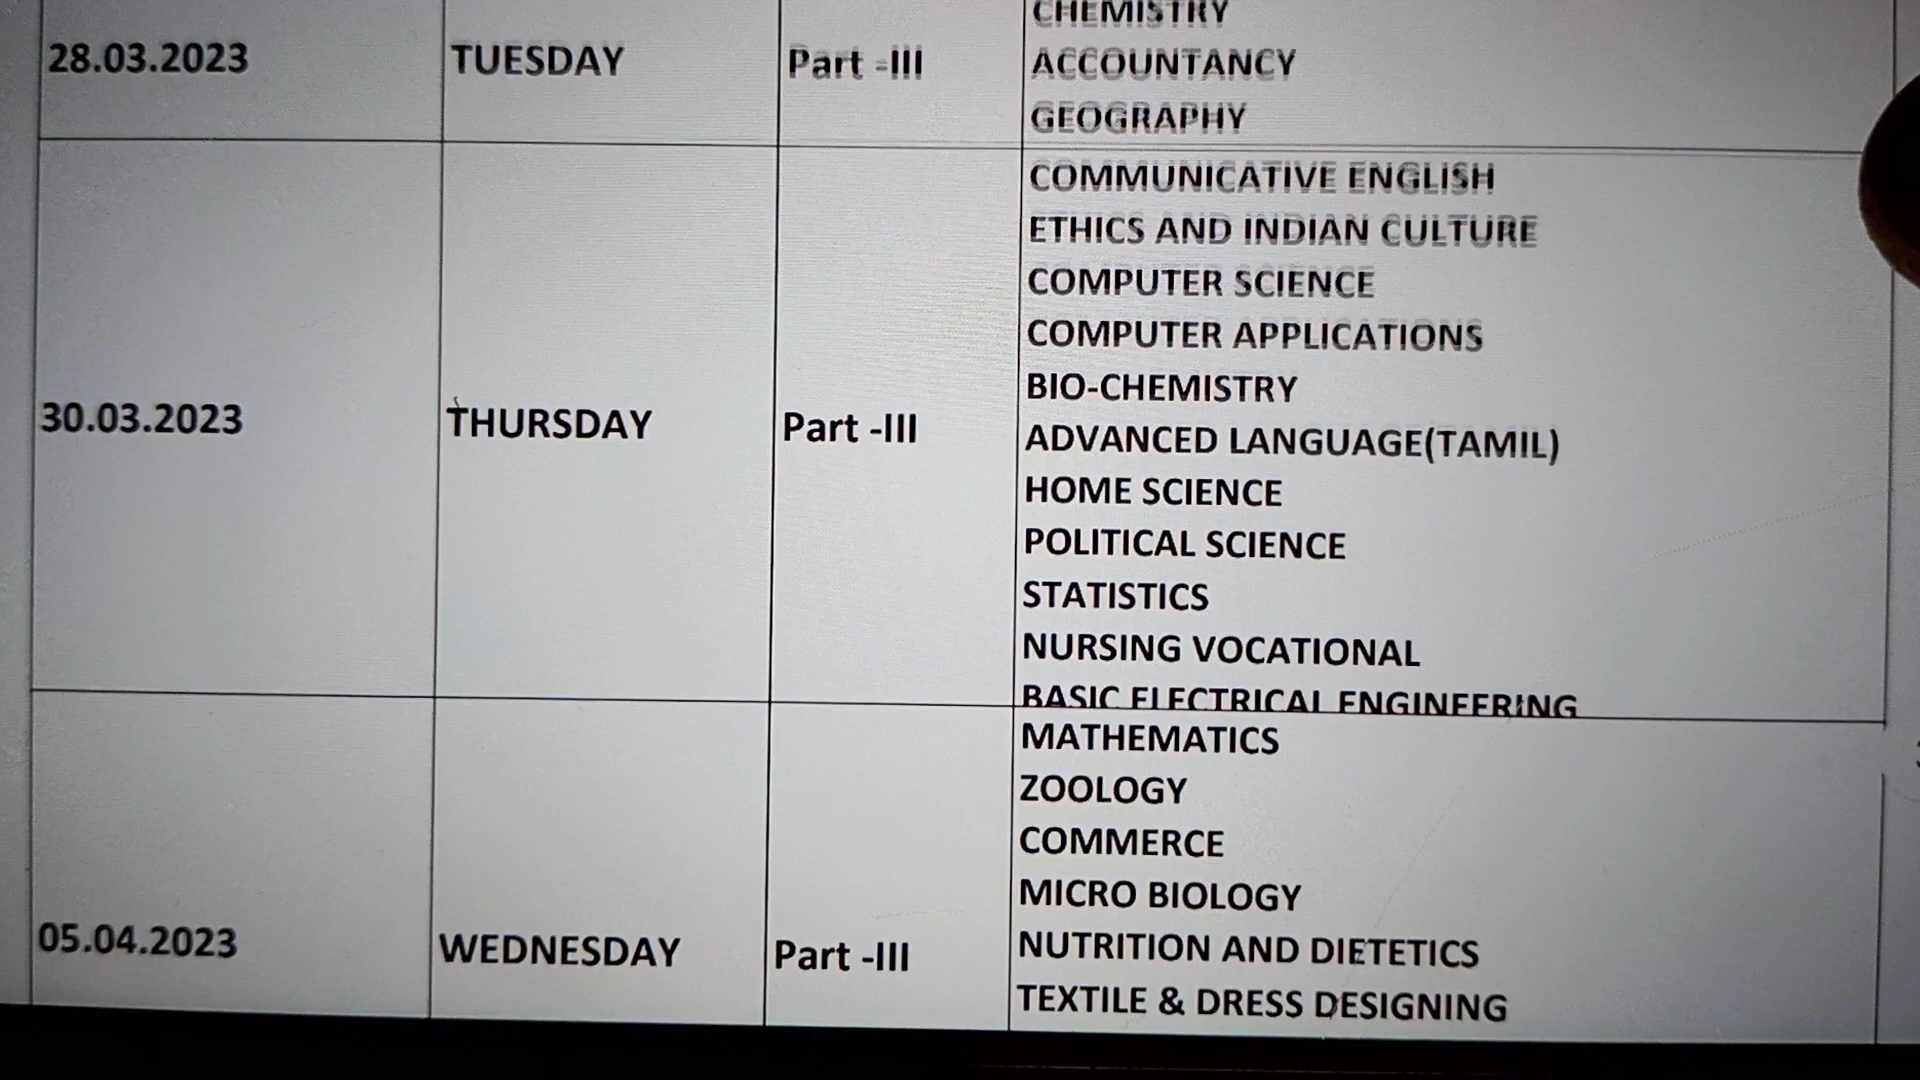 CHEMISTRY
28.03.2023 TUESDAY Part -III ACCOUNTANCY
GEOGRAPHY
COMMUNICATIVE ENGLISH
ETHICS AND INDIAN CULTURE
COMPUTER SCIENCE
COMPUTER APPLICATIONS
BIO-CHEMISTRY
30.03.2023 THURSDAY Part -III ADVANCED LANGUAGE(TAMIL)
HOME SCIENCE
POLITICAL SCIENCE
STATISTICS
NURSING VOCATIONAL
BASIC ELECTRICAL ENGINEERING
MATHEMATICS
ZOOLOGY
COMMERCE
MICRO BIOLOGY
05.04.2023 WEDNESDAY Part -III NUTRITION AND DIETETICS
TEXTILE & DRESS DESIGNING